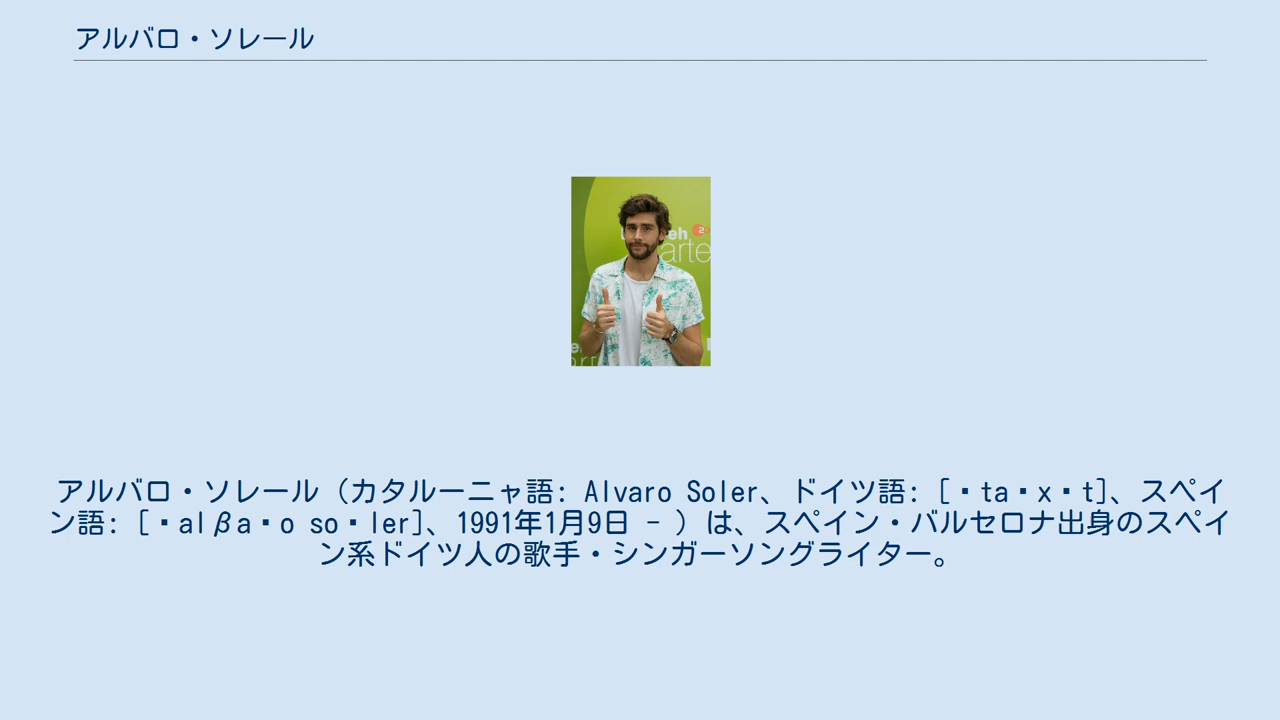 アルバロ・ソレール
eh 2
arte
e
arr
アルバロ・ソレール（カタルーニャ語: Alvaro Soler、ドイツ語: [▪ta▪x▪t]、スペイ
ン語: [▪alβa▪o so▪ler]、1991年1月9日 - ）は、スペイン・バルセロナ出身のスペイ
ン系ドイツ人の歌手・シンガーソングライター。